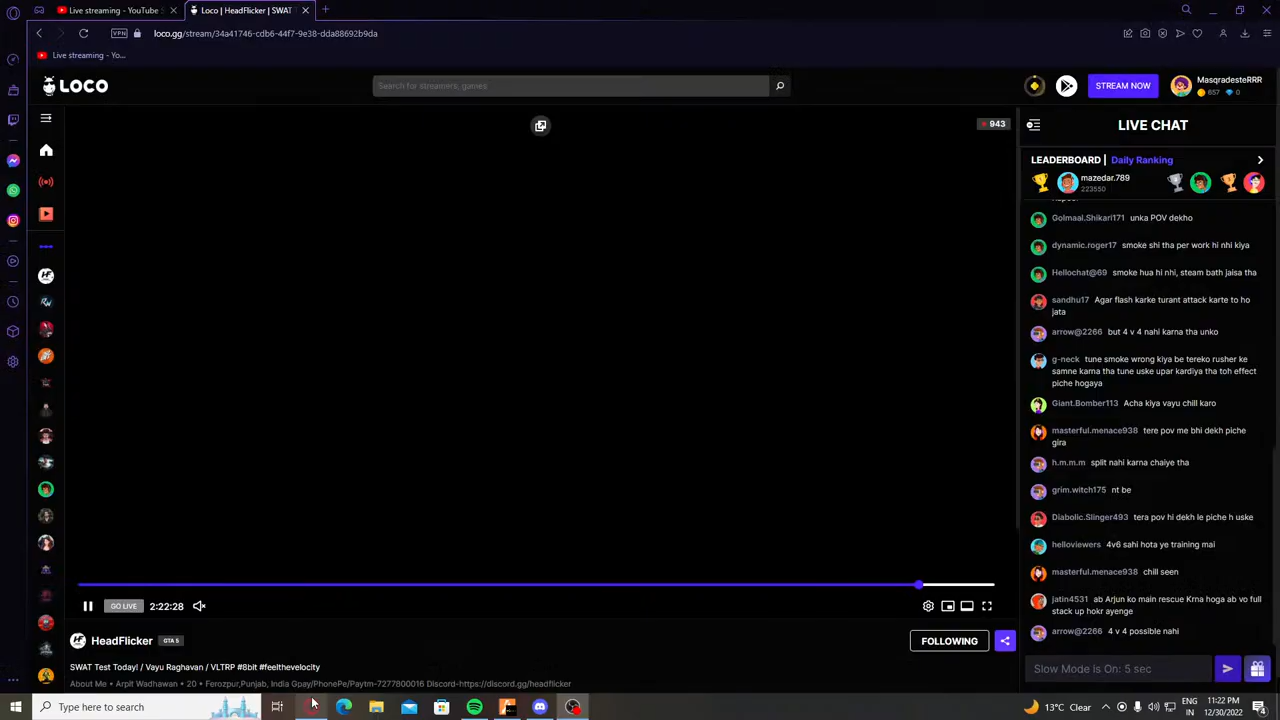 Live streaming - YouTube S
Loco | HeadFlicker | SWAT T
VPN
loco.gg/stream/34a41746-cdb6-44f7-9e38-dda88692b9da
Live streaming - Yo...
LOCO
Search for streamers, games
STREAM NOW
MasqradesteRRR
657 0
943
LIVE CHAT
LEADERBOARD | Daily Ranking
mazedar.789
223550
Golmaal.Shikari171 unka POV dekho
dynamic.roger17 smoke shi tha per work hi nhi kiya
Hellochat@69 smoke hua hi nhi, steam bath jaisa tha
sandhu17 Agar flash karke turant attack karte to ho
jata
arrow@2266 but 4 v 4 nahi karna tha unko
g-neck tune smoke wrong kiya be tereko rusher ke
samne karna tha tune uske upar kardiya tha toh effect
piche hogaya
Giant.Bomber113 Acha kiya vayu chill karo
masterful.menace938 tere pov me bhi dekh piche
gira
h.m.m.m split nahi karna chaiye tha
grim.witch175 nt be
Diabolic.Slinger493 tera pov hi dekh le piche h uske
helloviewers 4v6 sahi hota ye training mai
masterful.menace938 chill seen
jatin4531 ab Arjun ko main rescue Krna hoga ab vo full
stack up hokr ayenge
arrow@2266 4 v 4 possible nahi
GO LIVE 2:22:28
HeadFlicker GTA 5
FOLLOWING
SWAT Test Today! / Vayu Raghavan / VLTRP #8bit #feelthevelocity
About Me • Arpit Wadhawan • 20 • Ferozpur,Punjab, India Gpay/PhonePe/Paytm-7277800016 Discord-https://discord.gg/headflicker
Slow Mode is On: 5 sec
Type here to search
13°C Clear
ENG
IN
11:22 PM
12/30/2022